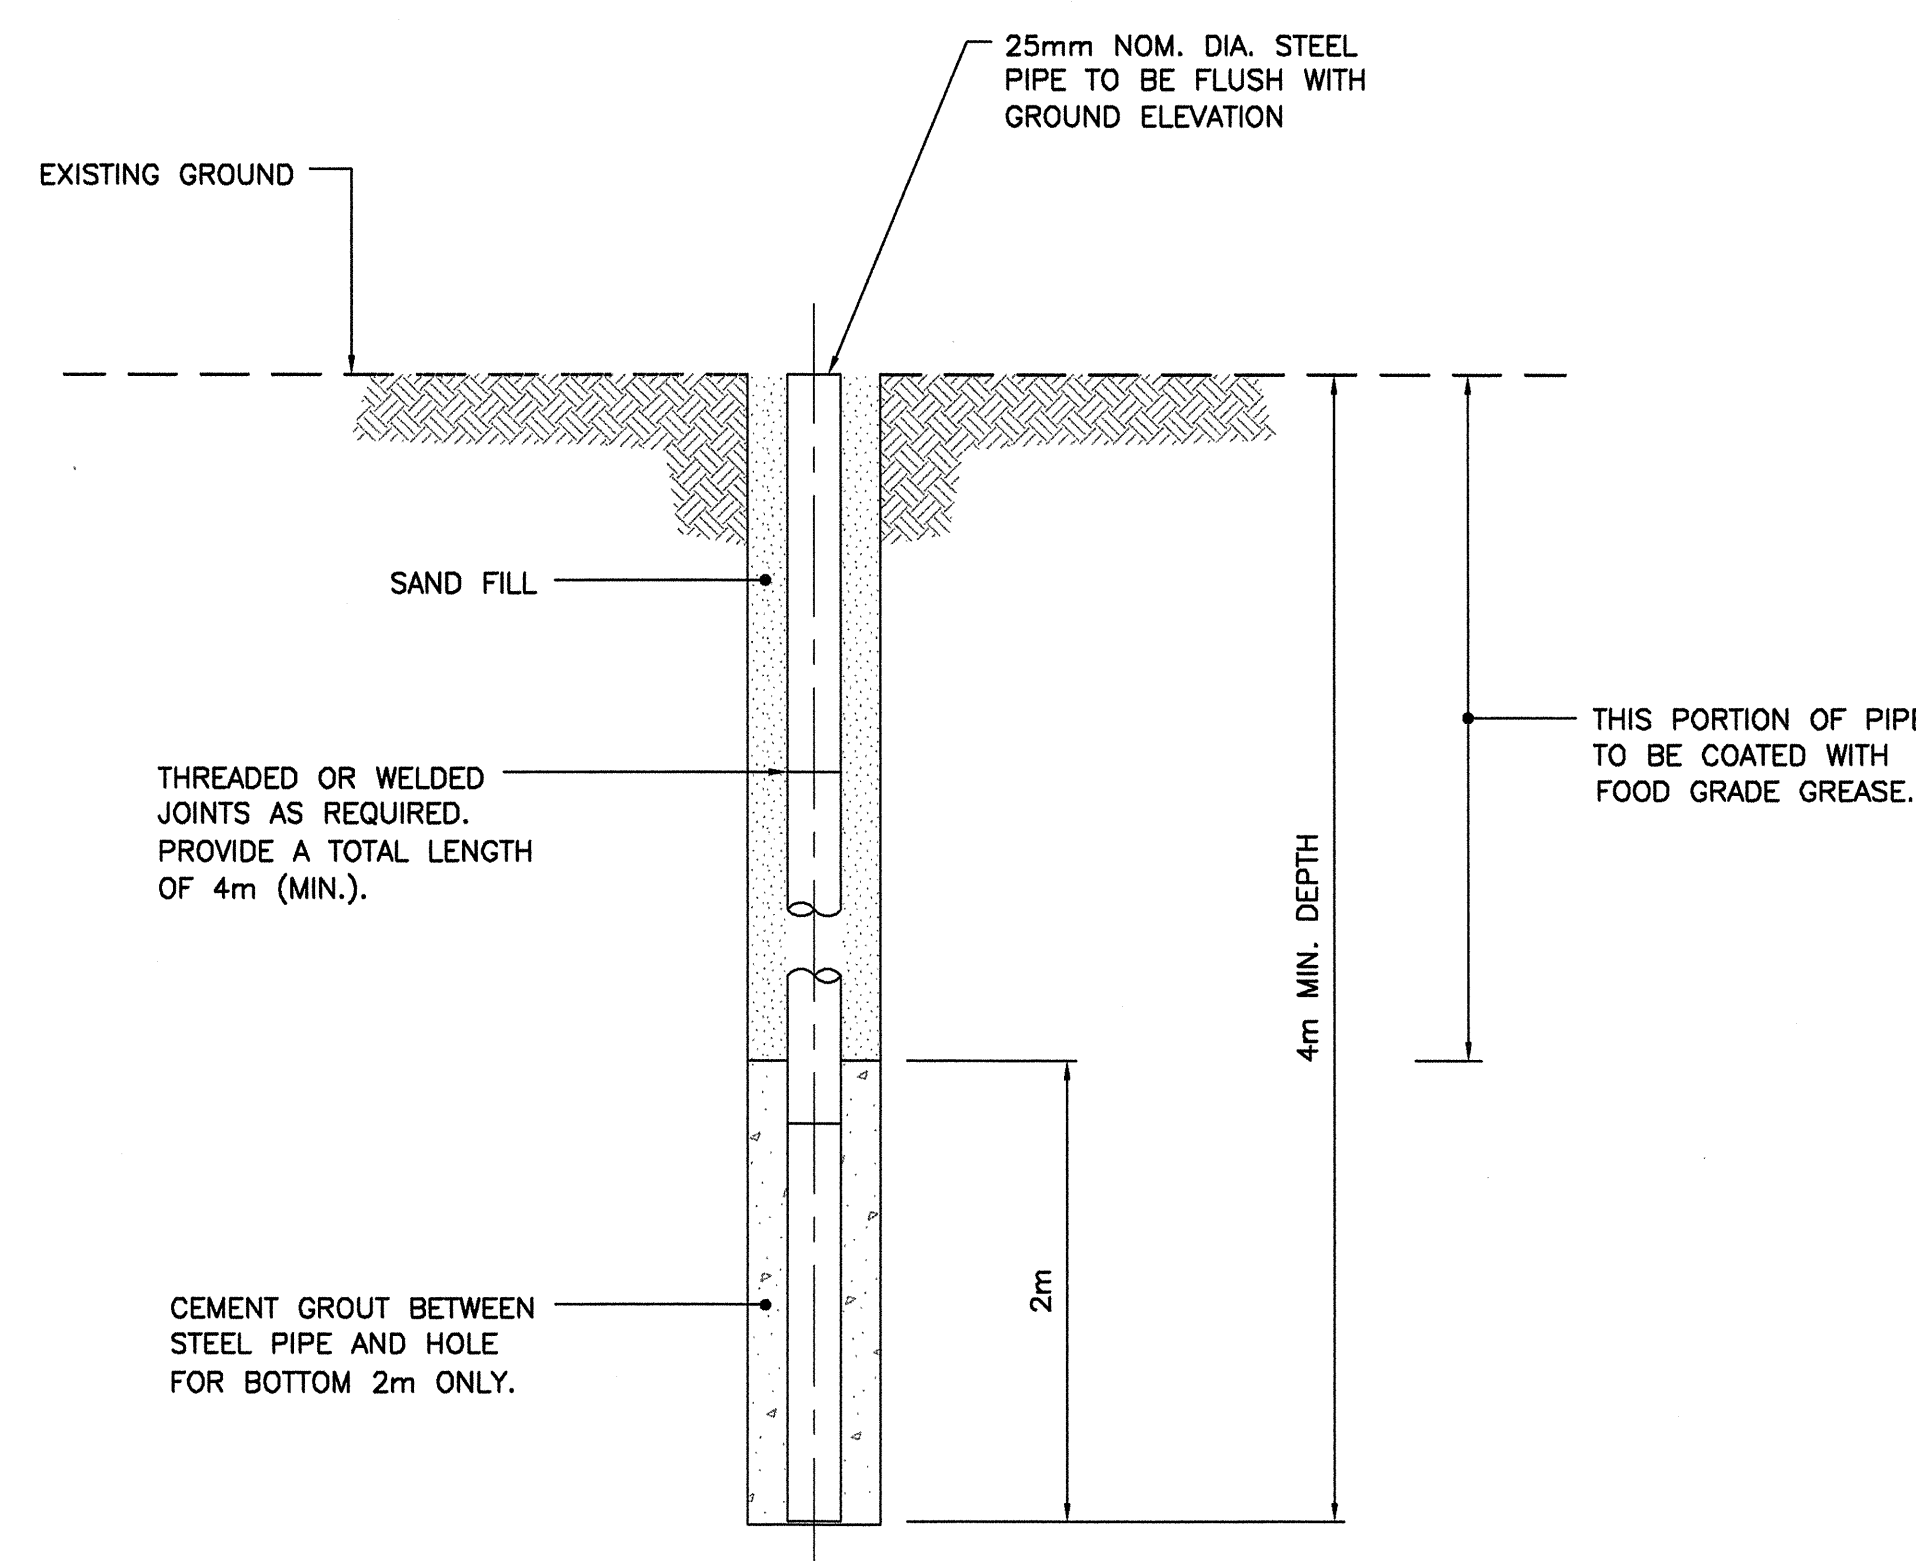 25mm NOM. DIA. STEEL
PIPE TO BE FLUSH WITH
GROUND ELEVATION
EXISTING GROUND
SAND FILL
THIS PORTION OF PIPE
TO BE COATED WITH
FOOD GRADE GREASE.
THREADED OR WELDED
JOINTS AS REQUIRED.
PROVIDE A TOTAL LENGTH
OF 4m (MIN.).
4m MIN. DEPTH
2m
CEMENT GROUT BETWEEN
STEEL PIPE AND HOLE
FOR BOTTOM 2m ONLY.